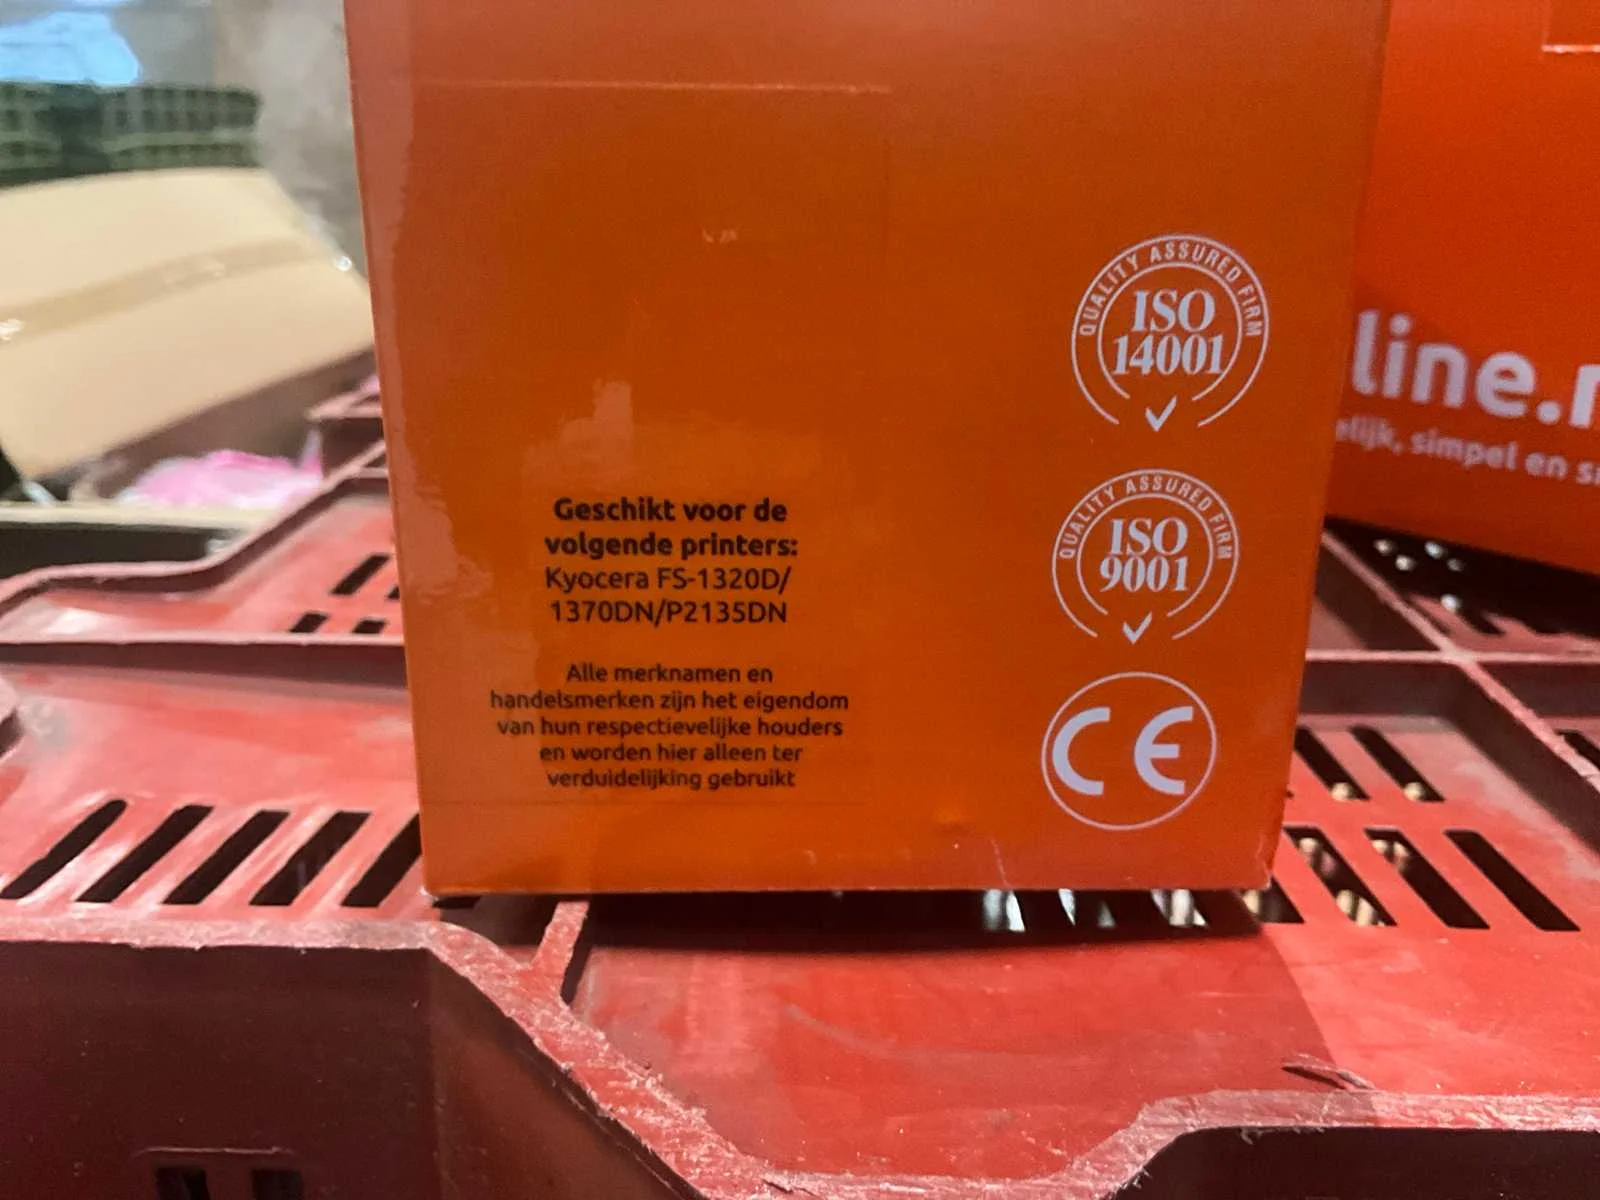 QUALITY ASSURED FIRM
ISO
14001
line.
elijk, simpel en
Geschikt voor de
volgende printers:
Kyocera FS-1320D/
1370DN/P2135DN
QUALITY ASSURED FIRM
ISO
9001
Alle merknamen en
handelsmerken zijn het eigendom
van hun respectievelijke houders
en worden hier alleen ter
verduidelijking gebruikt
CE